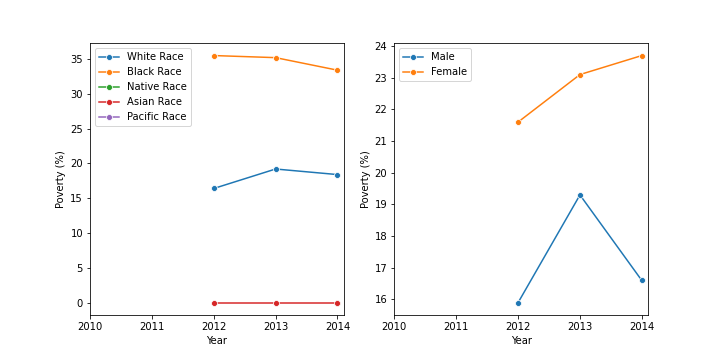 White Race
Black Race
Native Race
Asian Race
Pacific Race
35
30
25
20
15
10
5
0
Poverty (%)
2010 2011 2012 2013 2014
Year
Male
Female
24
23
22
21
20
19
18
17
16
Poverty (%)
2010 2011 2012 2013 2014
Year